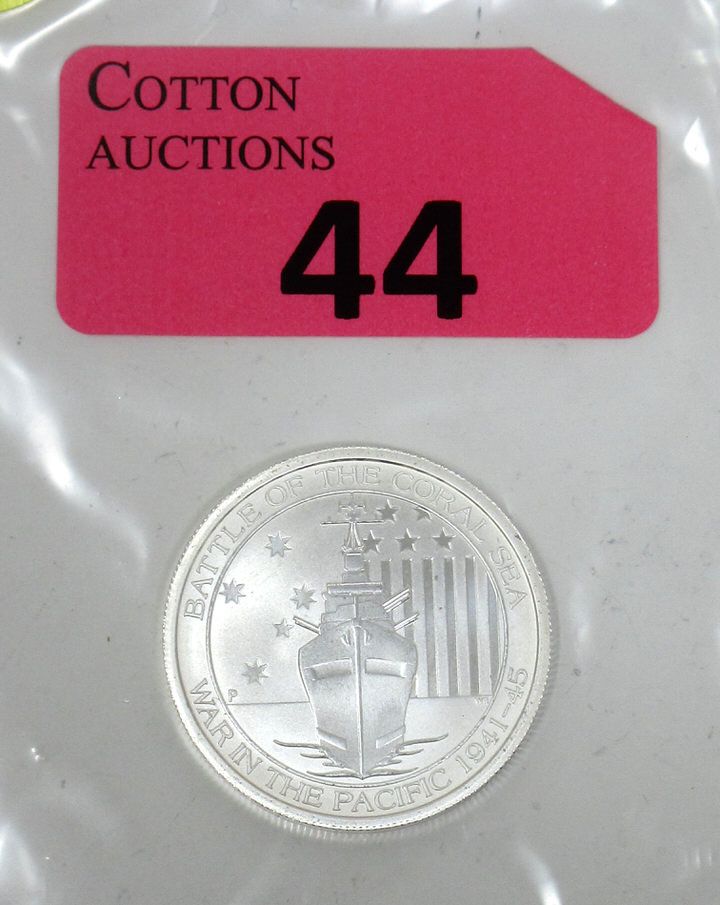 COTTON
AUCTIONS
44
BATTLE OF THE CORAL SEA
P
WAR IN THE PACIFIC 1941-45